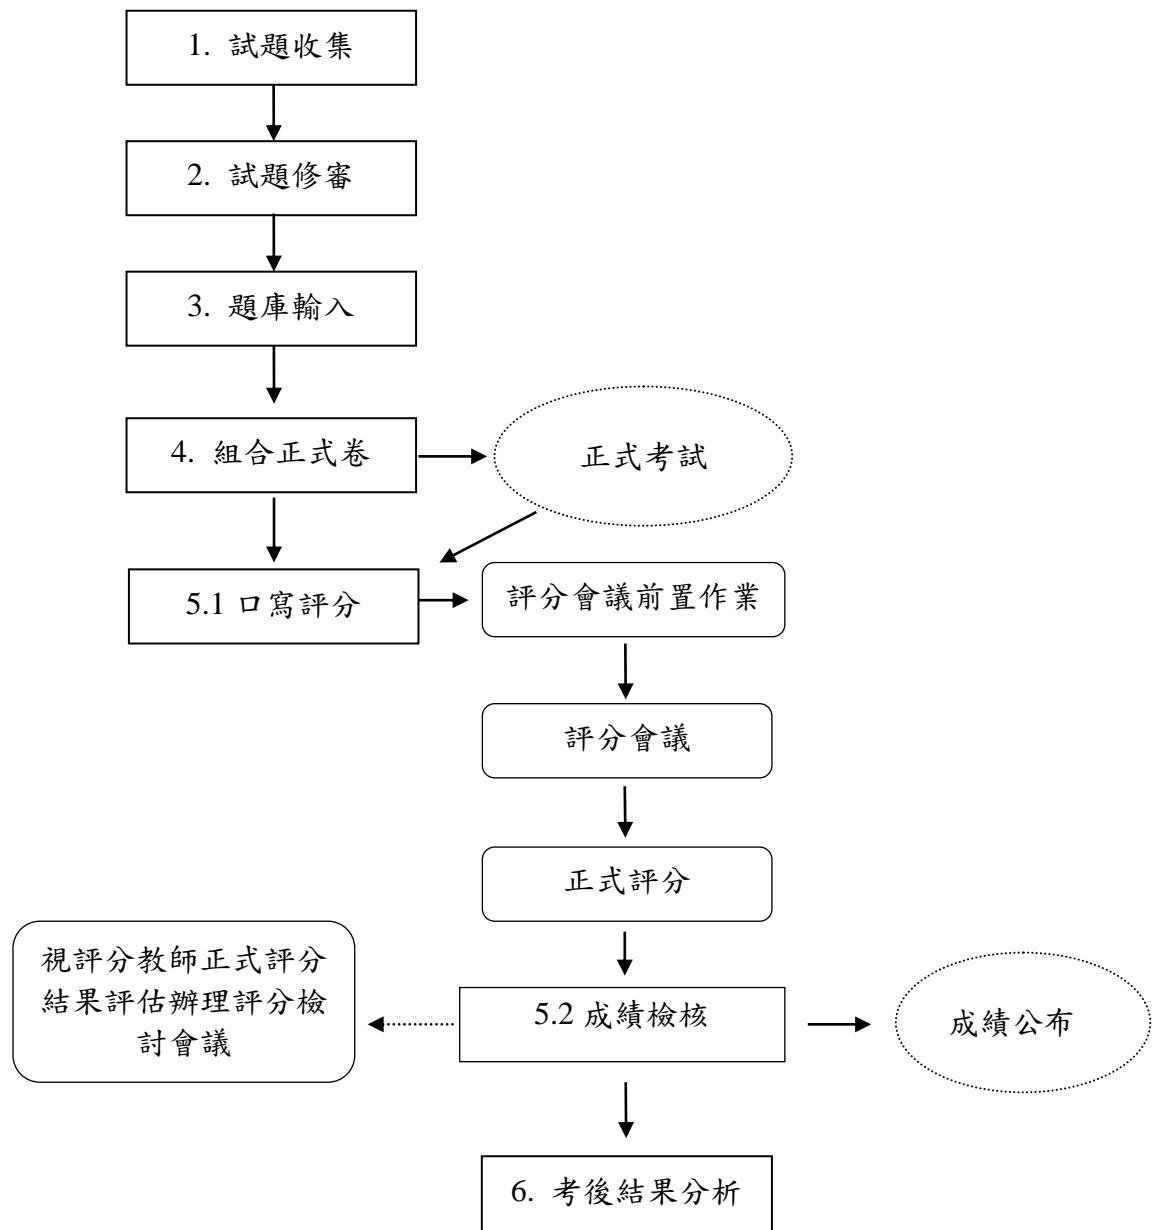 1. 試題收集
2. 試題修審
3. 題庫輸入
4. 組合正式卷
正式考試
5.1 口寫評分
評分會議前置作業
評分會議
正式評分
視評分教師正式評分
結果評估辦理評分檢
討會議
5.2 成績檢核
成績公布
6. 考後結果分析